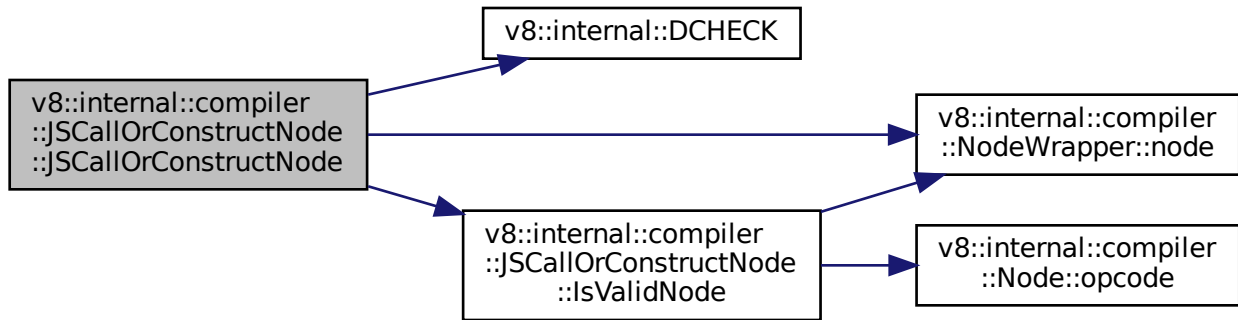 v8::internal::DCHECK
v8::internal::compiler
::JSCallOrConstructNode
::JSCallOrConstructNode
v8::internal::compiler
::NodeWrapper::node
v8::internal::compiler
::JSCallOrConstructNode
::IsValidNode
v8::internal::compiler
::Node::opcode